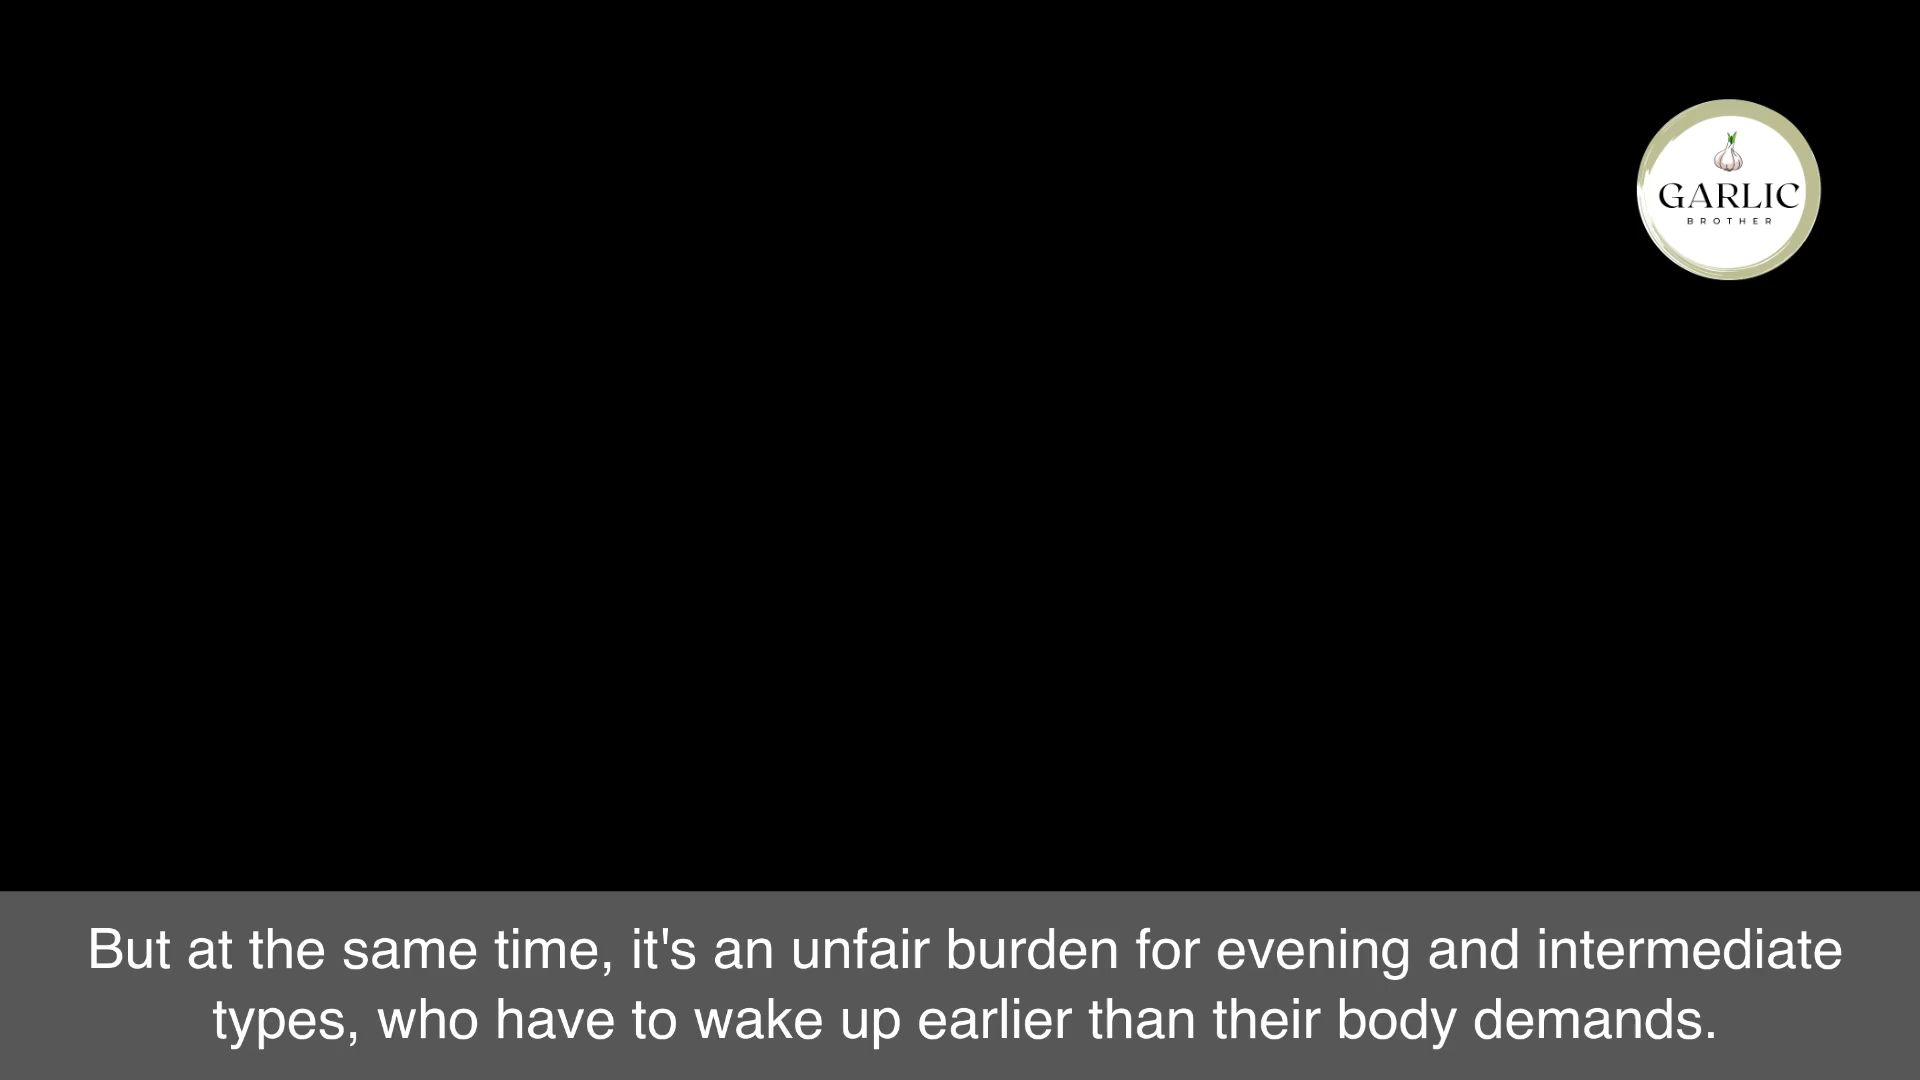 GARLIC
BROTHER
But at the same time, it's an unfair burden for evening and intermediate
types, who have to wake up earlier than their body demands.